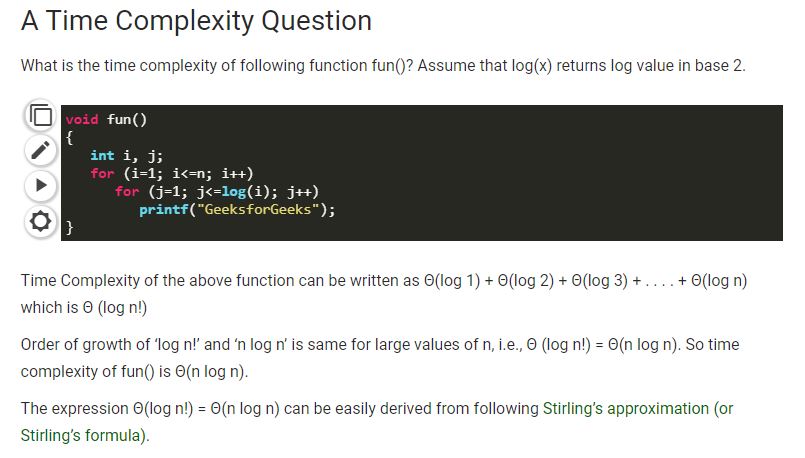 A Time Complexity Question
What is the time complexity of following function fun()? Assume that log(x) returns log value in base 2.
void fun()
{
int i, j;
for (i=1; i<=n; i++)
for (j=1; j<=log(i); j++)
printf("GeeksforGeeks");
}
Time Complexity of the above function can be written as Θ(log 1) + Θ(log 2) + Θ(log 3) + . . . . + Θ(log n)
which is Θ (log n!)
Order of growth of ‘log n!’ and ‘n log n’ is same for large values of n, i.e., Θ (log n!) = Θ(n log n). So time
complexity of fun() is Θ(n log n).
The expression Θ(log n!) = Θ(n log n) can be easily derived from following Stirling’s approximation (or
Stirling’s formula).